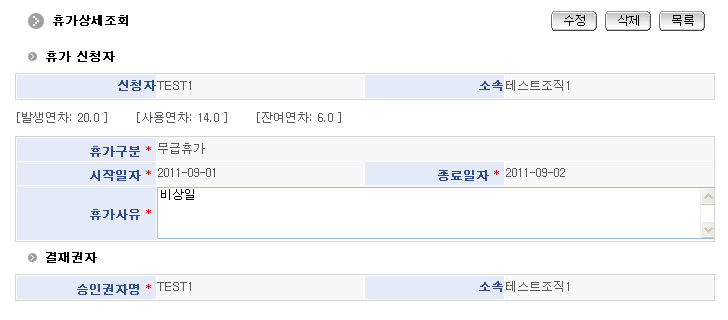 휴가상세조회 수정 삭제 목록
휴가 신청자
신청자 TEST1 소속 테스트조직1
[발생연차: 20.0 ] [사용연차: 14.0 ] [잔여연차: 6.0 ]
휴가구분 * 무급휴가
시작일자 * 2011-09-01 종료일자 * 2011-09-02
휴가사유 * 비상일
결재권자
승인권자명 * TEST1 소속 테스트조직1